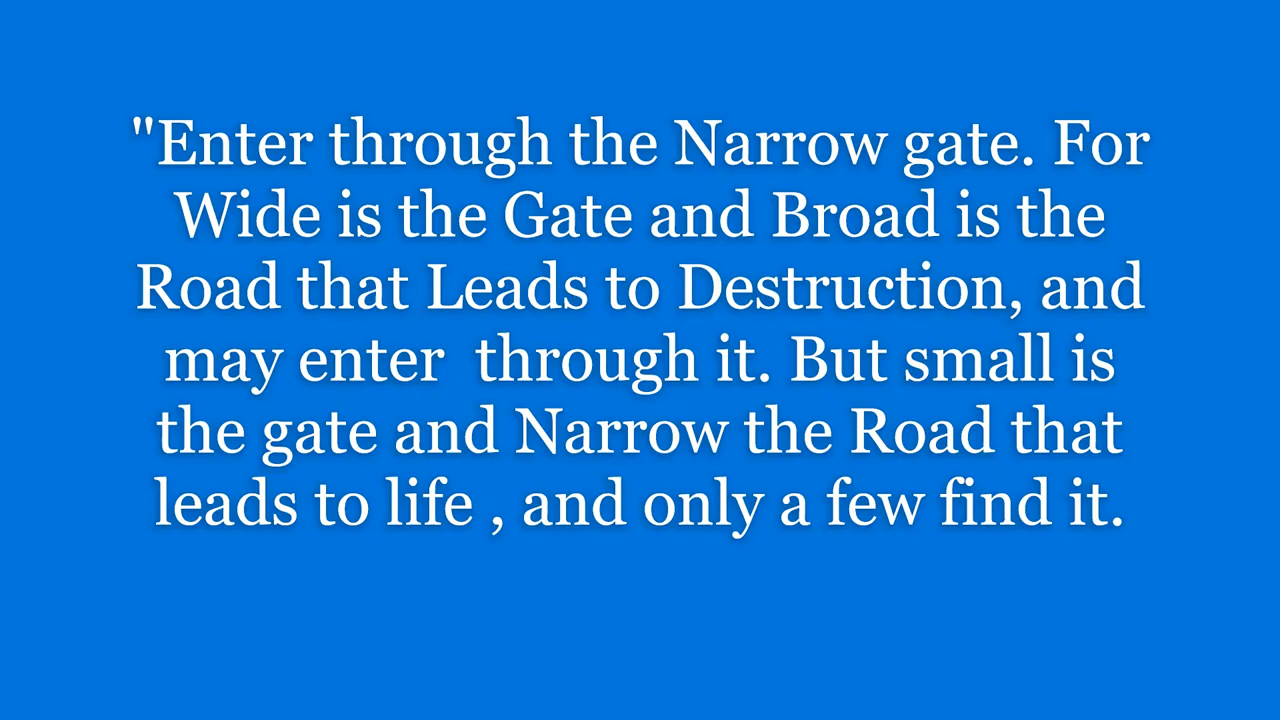 "Enter through the Narrow gate. For
Wide is the Gate and Broad is the
Road that Leads to Destruction, and
may enter  through it. But small is
the gate and Narrow the Road that
leads to life , and only a few find it.